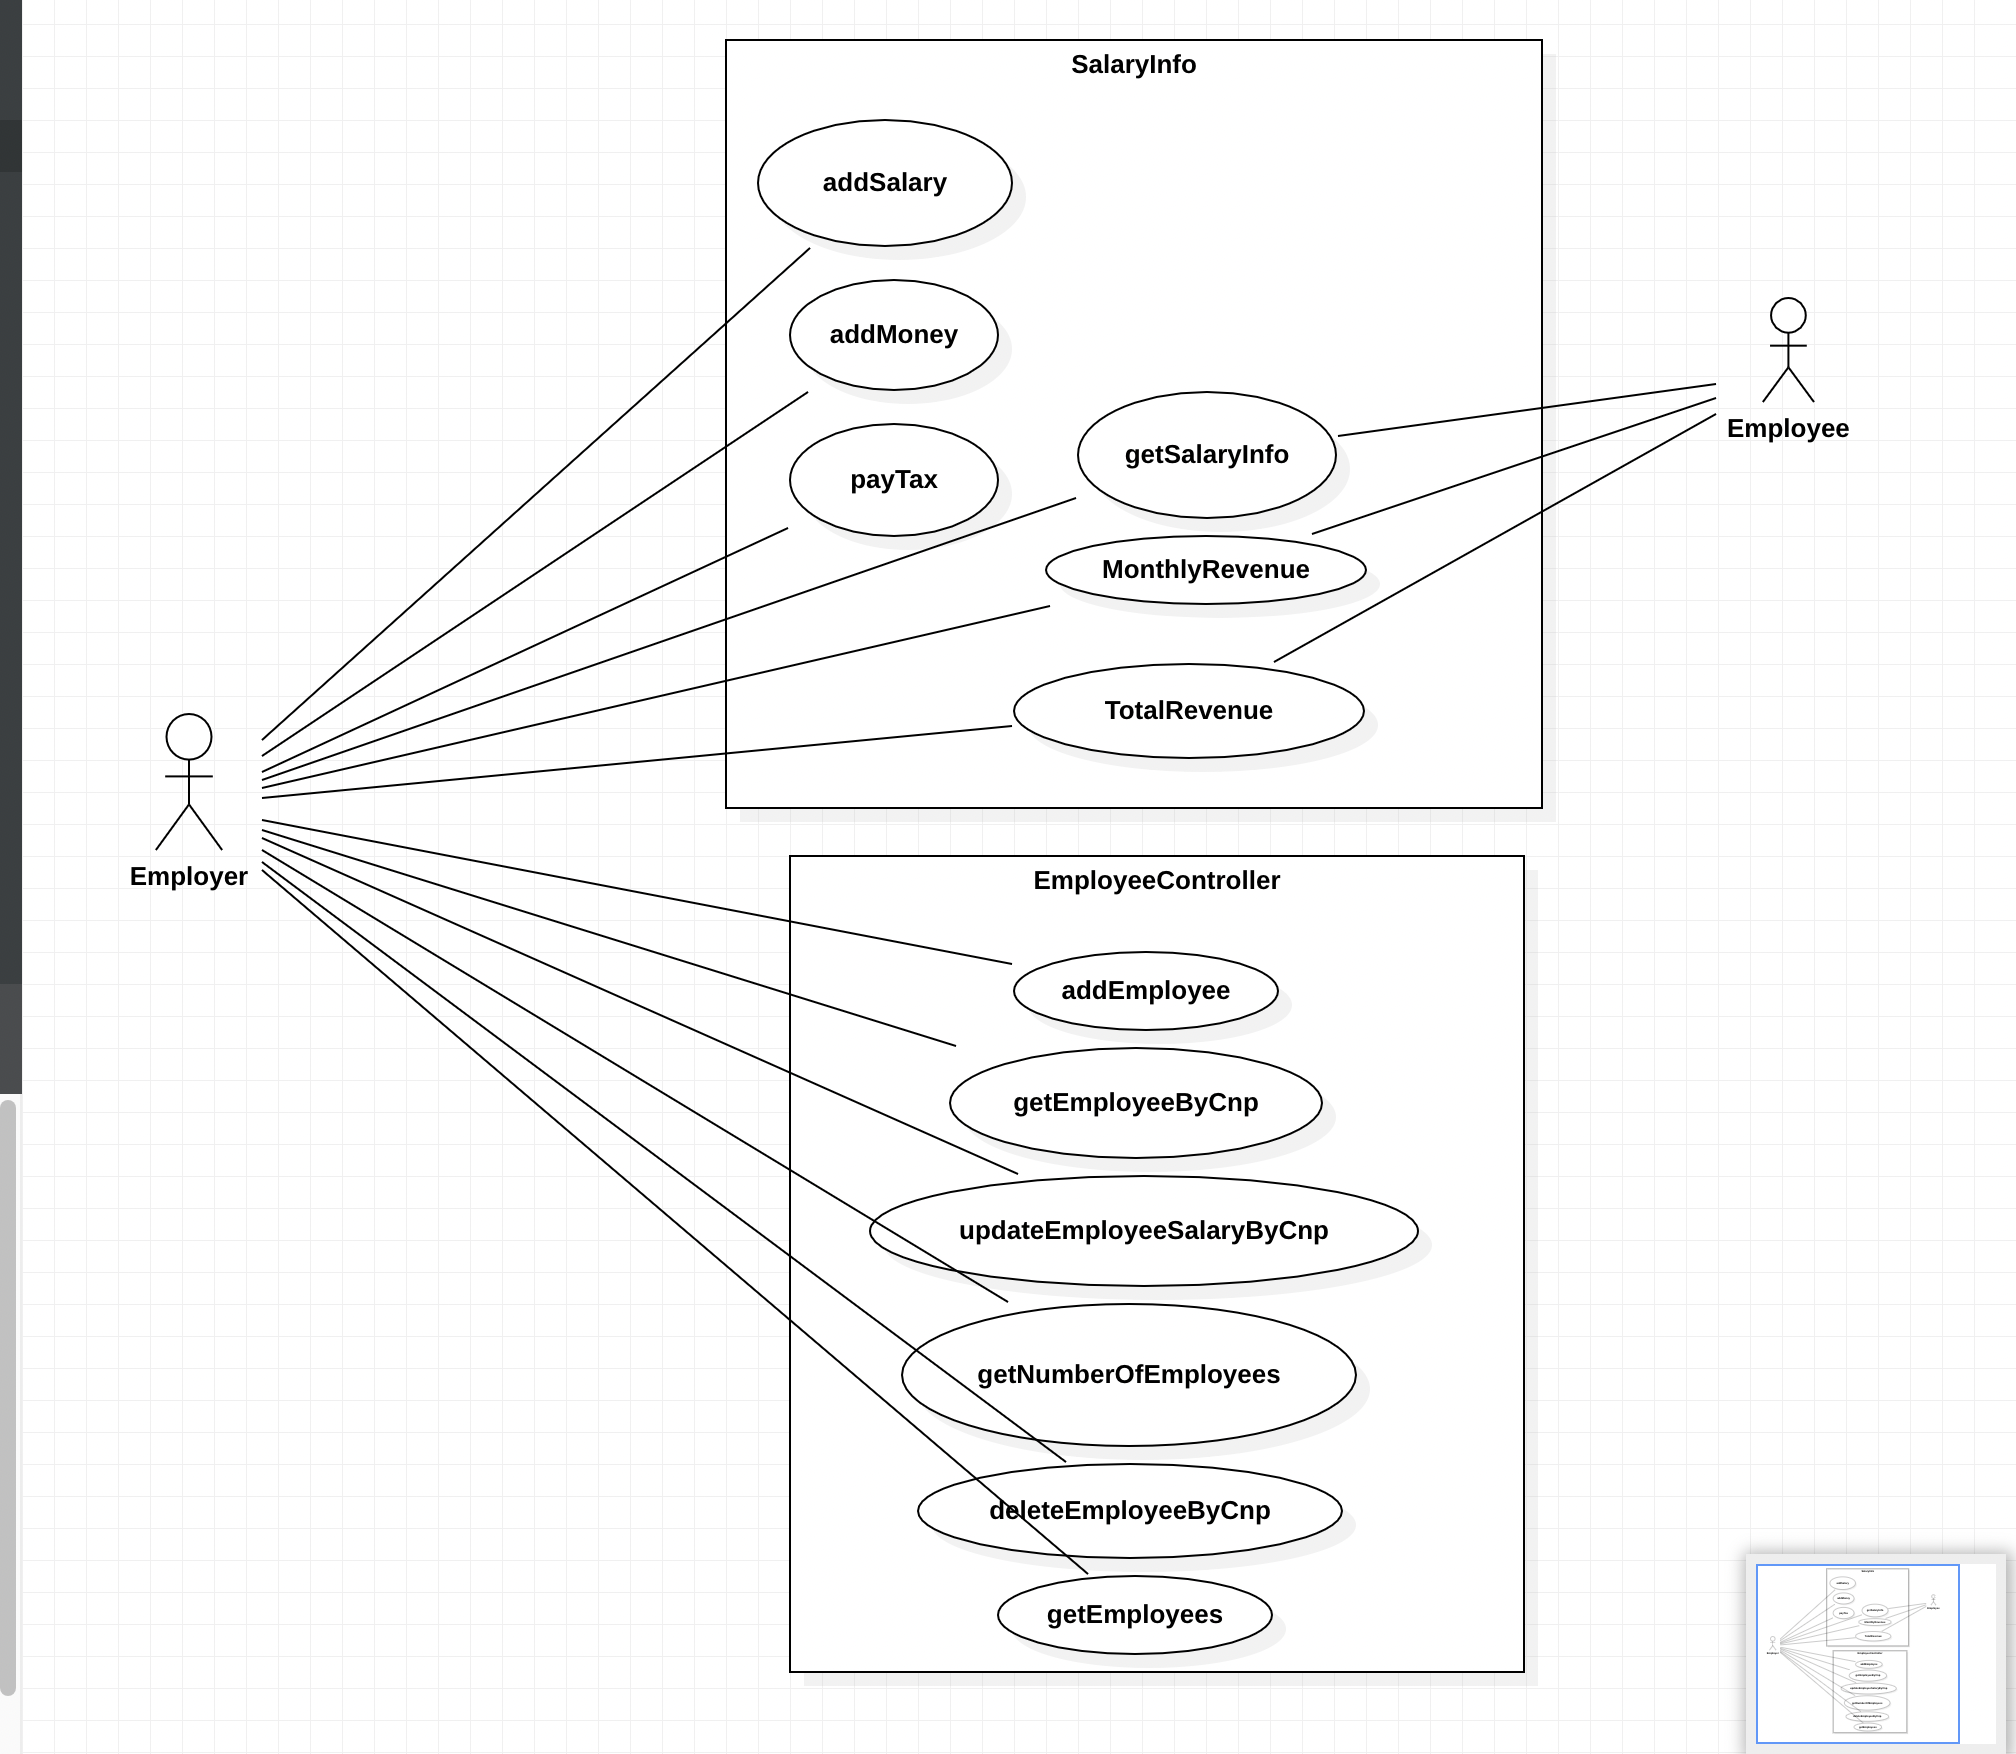 SalaryInfo
addSalary
addMoney
payTax
getSalaryInfo
MonthlyRevenue
TotalRevenue
Employee
Employer
EmployeeController
addEmployee
getEmployeeByCnp
updateEmployeeSalaryByCnp
getNumberOfEmployees
deleteEmployeeByCnp
getEmployees